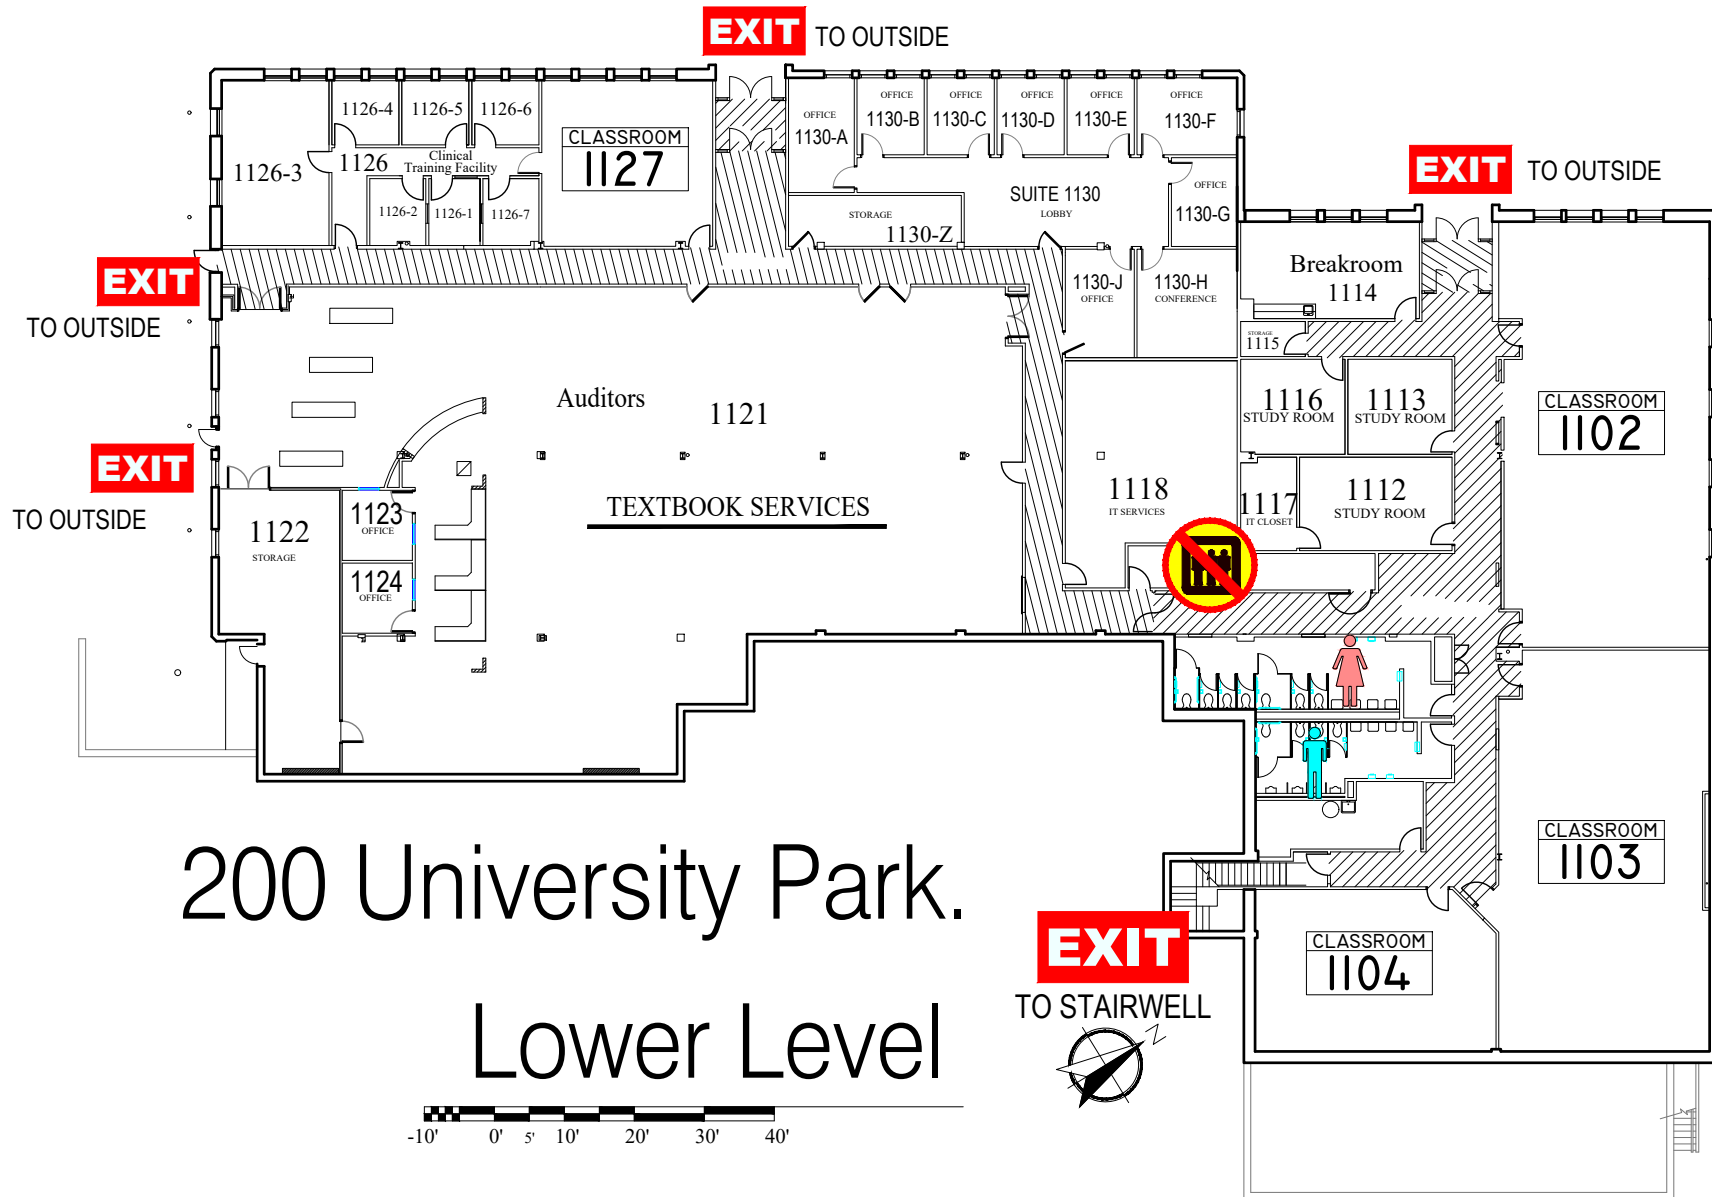 EXIT TO OUTSIDE
1126-4
1126-5
1126-6
1126-3
1126
Clinical
Training Facility
1126-2
1126-1
1126-7
CLASSROOM
1127
OFFICE
1130-A
OFFICE
1130-B
OFFICE
1130-C
OFFICE
1130-D
OFFICE
1130-E
OFFICE
1130-F
OFFICE
1130-G
SUITE 1130
LOBBY
STORAGE
1130-Z
1130-J
OFFICE
1130-H
CONFERENCE
EXIT TO OUTSIDE
Breakroom
1114
STORAGE
1115
EXIT
TO OUTSIDE
EXIT
TO OUTSIDE
Auditors
1121
TEXTBOOK SERVICES
1122
STORAGE
1123
OFFICE
1124
OFFICE
1116
STUDY ROOM
1113
STUDY ROOM
1118
IT SERVICES
1117
IT CLOSET
1112
STUDY ROOM
CLASSROOM
1102
CLASSROOM
1103
CLASSROOM
1104
EXIT
TO STAIRWELL
N
200 University Park.
Lower Level
-10' 0' 5' 10' 20' 30' 40'